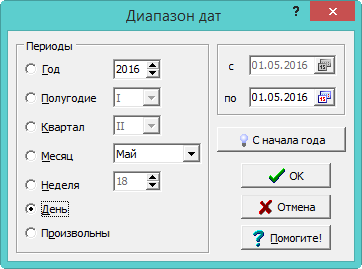 Диапазон дат
?
Периоды
Год 2016
Полугодие I
Квартал II
Месяц Май
Неделя 18
День
Произвольны
с 01.05.2016
по 01.05.2016
С начала года
OK
Отмена
? Помогите!